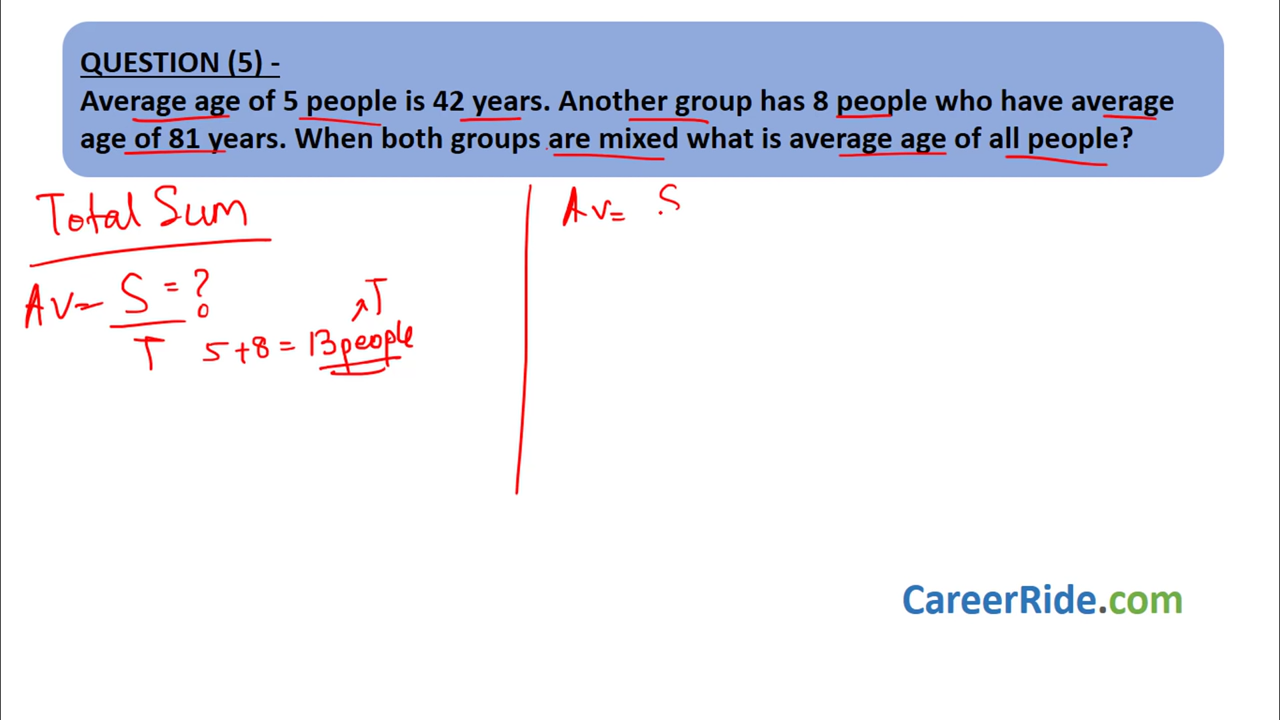 QUESTION (5) -
Average age of 5 people is 42 years. Another group has 8 people who have average
age of 81 years. When both groups are mixed what is average age of all people?
Total Sum
Av= S
Av= S = ?
T
T 5+8 = 13 people
CareerRide.com